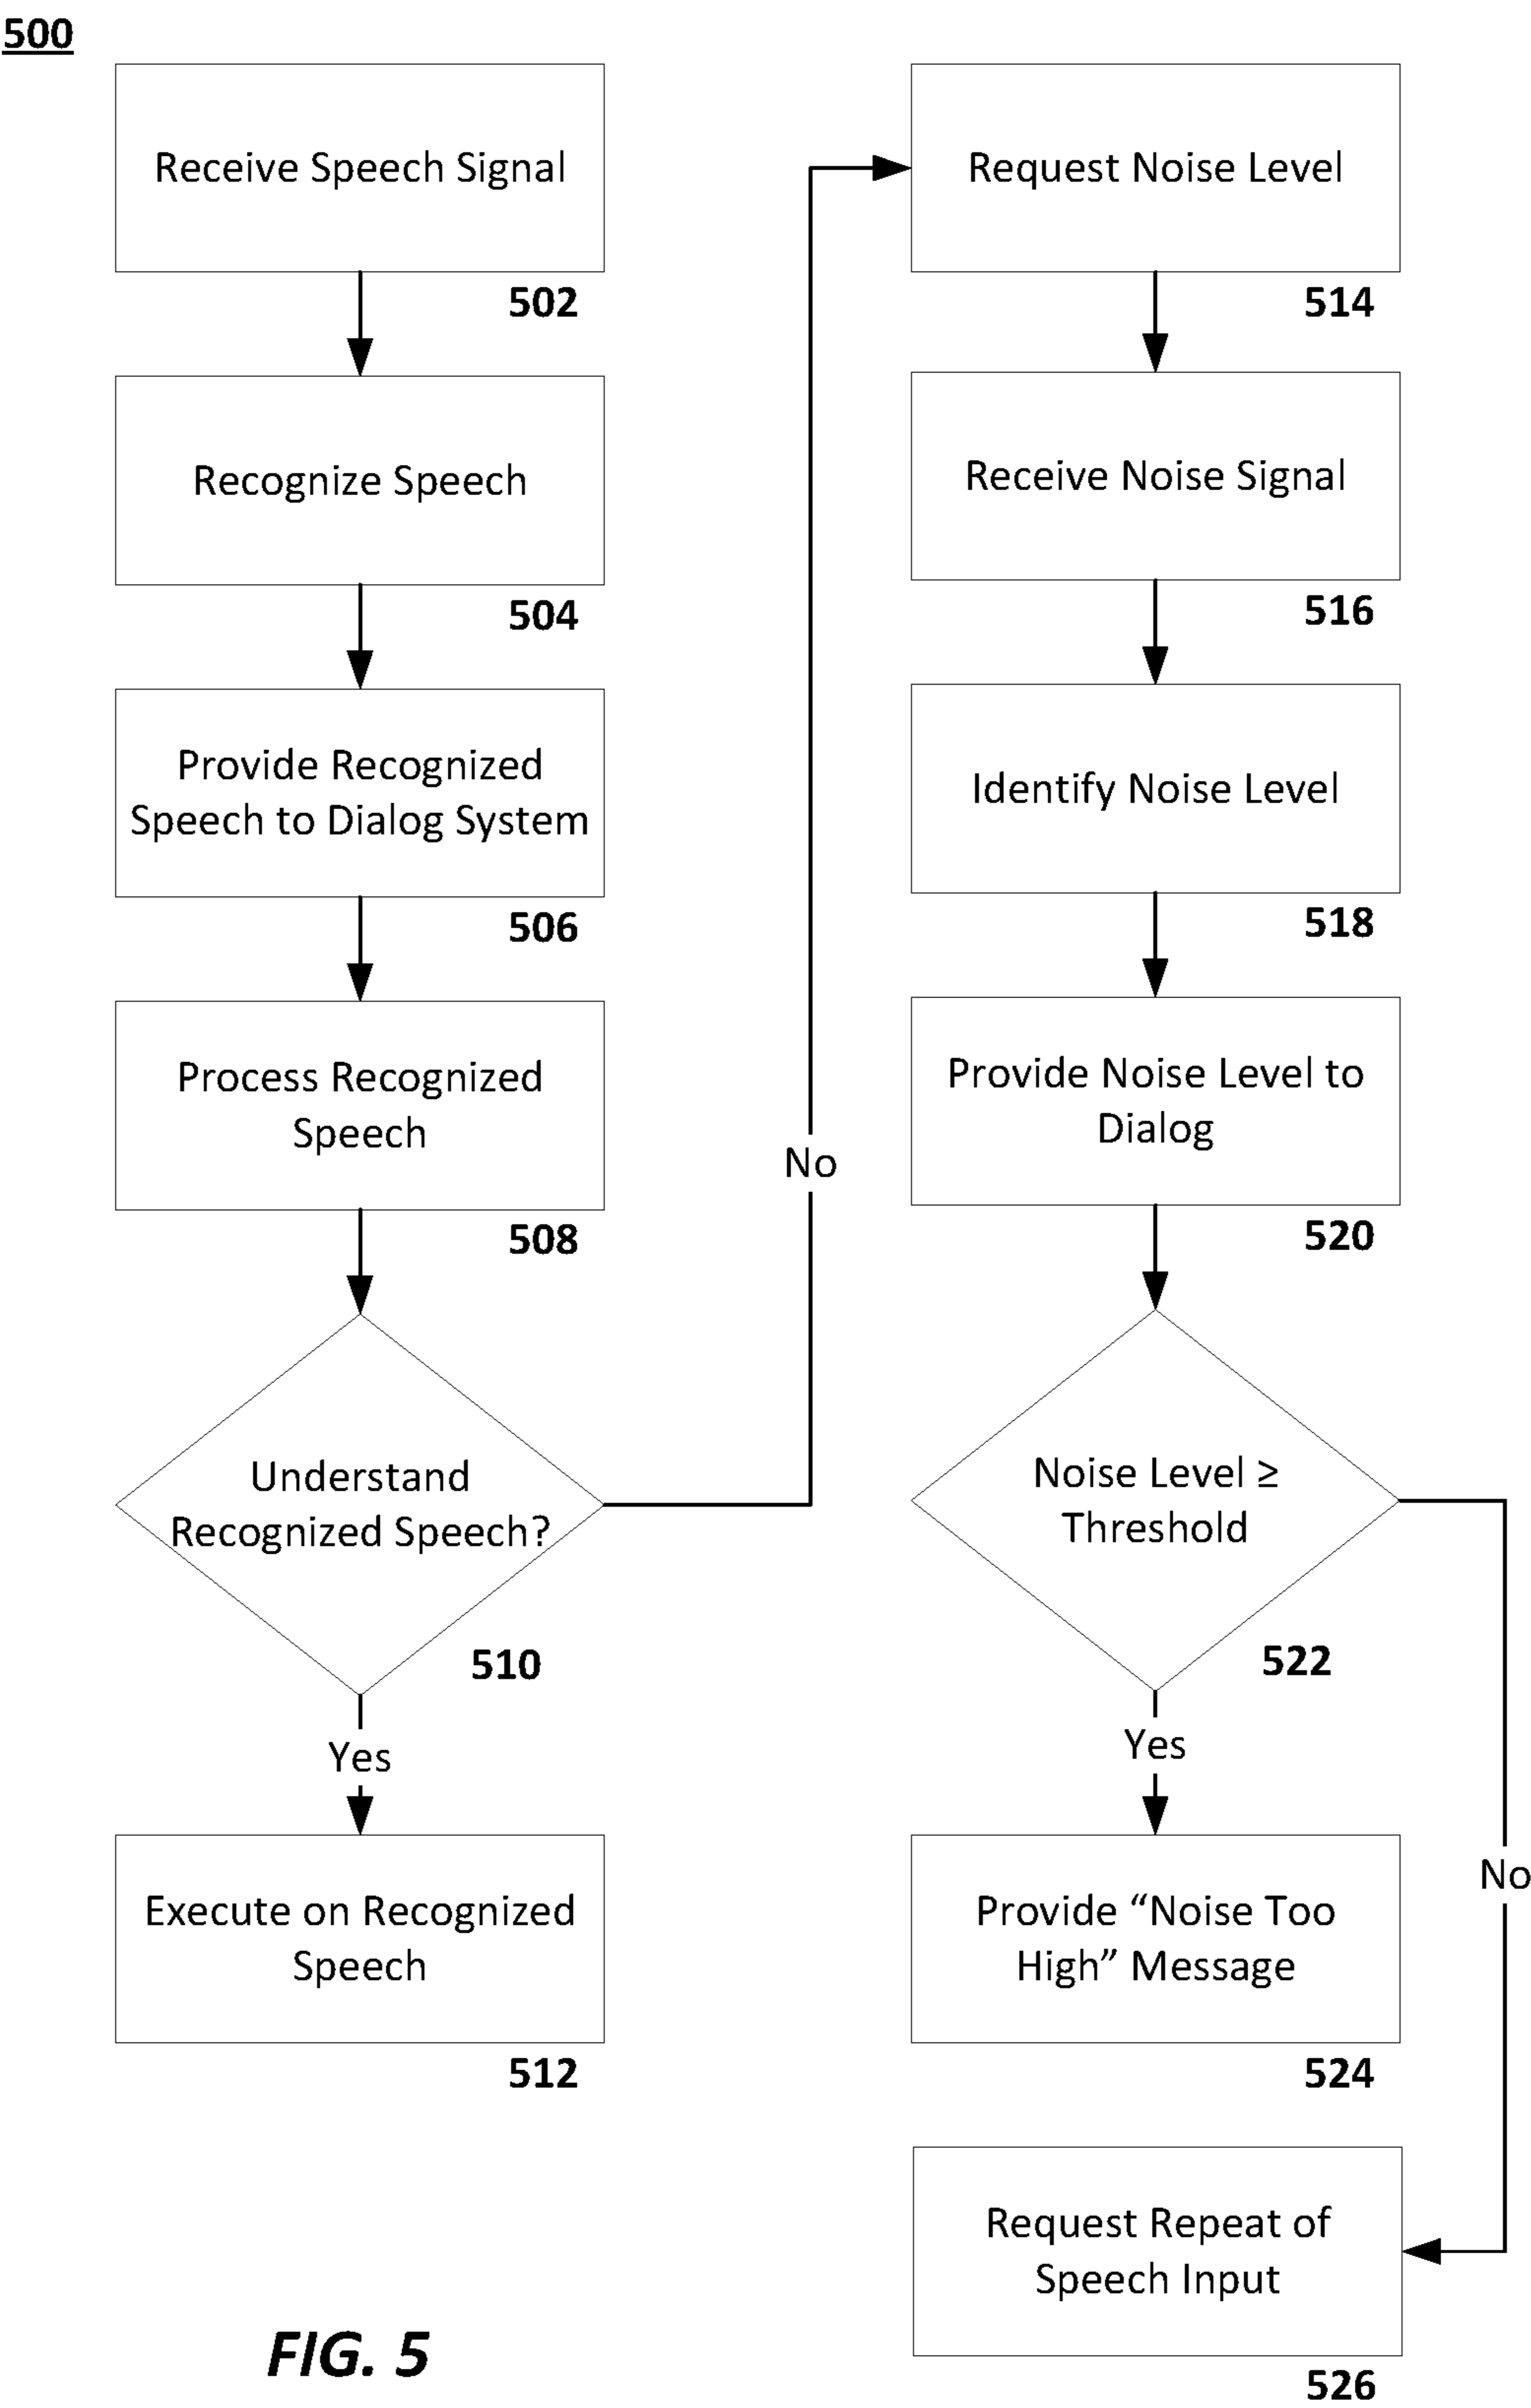 500
Receive Speech Signal
502
Recognize Speech
504
Provide Recognized
Speech to Dialog System
506
Process Recognized
Speech
508
Understand
Recognized Speech?
510
Yes
Execute on Recognized
Speech
512
No
Request Noise Level
514
Receive Noise Signal
516
Identify Noise Level
518
Provide Noise Level to
Dialog
520
Noise Level ≥
Threshold
522
Yes
Provide “Noise Too
High” Message
524
No
Request Repeat of
Speech Input
526
FIG. 5